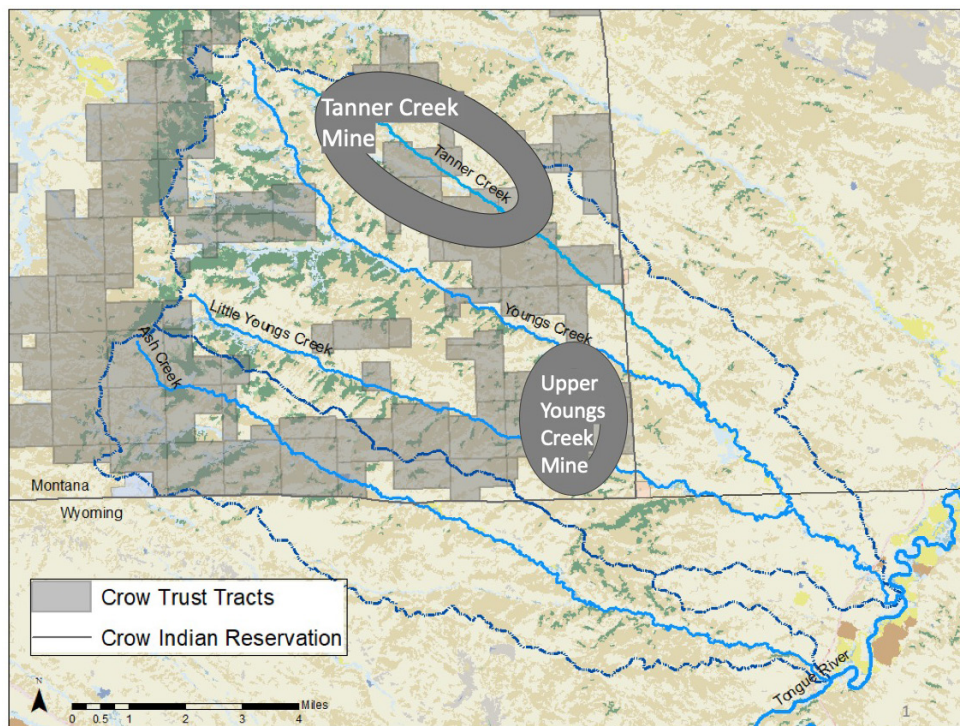 Tanner Creek
Mine
Tanner Creek
Youngs Creek
Little Youngs Creek
Ash Creek
Upper
Youngs
Creek
Mine
Montana
Wyoming
Crow Trust Tracts
Crow Indian Reservation
Tongue River
N
0 0.5 1 2 3 4
Miles
1